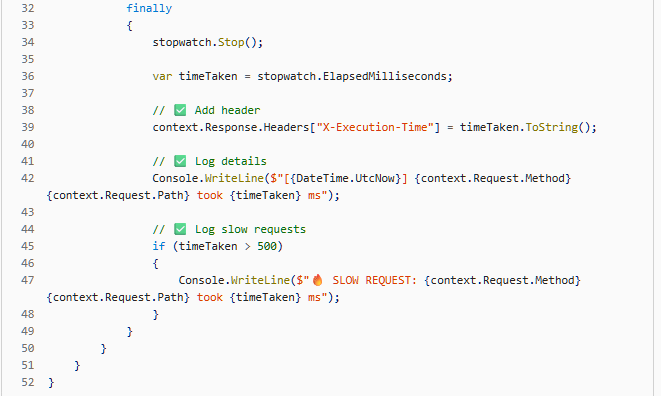 32 finally
33 {
34 stopwatch.Stop();
35
36 var timeTaken = stopwatch.ElapsedMilliseconds;
37
38 // ✅ Add header
39 context.Response.Headers["X-Execution-Time"] = timeTaken.ToString();
40
41 // ✅ Log details
42 Console.WriteLine($"[{DateTime.UtcNow}] {context.Request.Method}
{context.Request.Path} took {timeTaken} ms");
43
44 // ✅ Log slow requests
45 if (timeTaken > 500)
46 {
47 Console.WriteLine($"🔥 SLOW REQUEST: {context.Request.Method}
{context.Request.Path} took {timeTaken} ms");
48 }
49 }
50 }
51 }
52 }